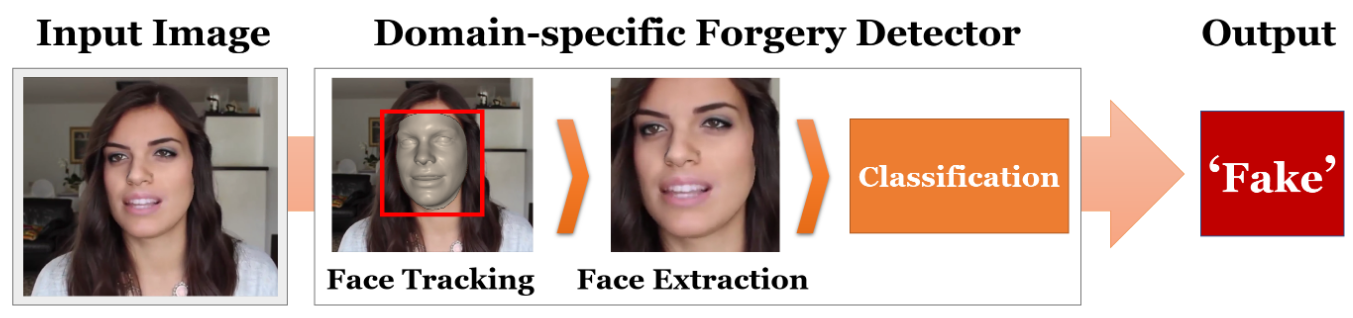 Input Image
Domain-specific Forgery Detector
Output
Face Tracking
Face Extraction
Classification
‘Fake’